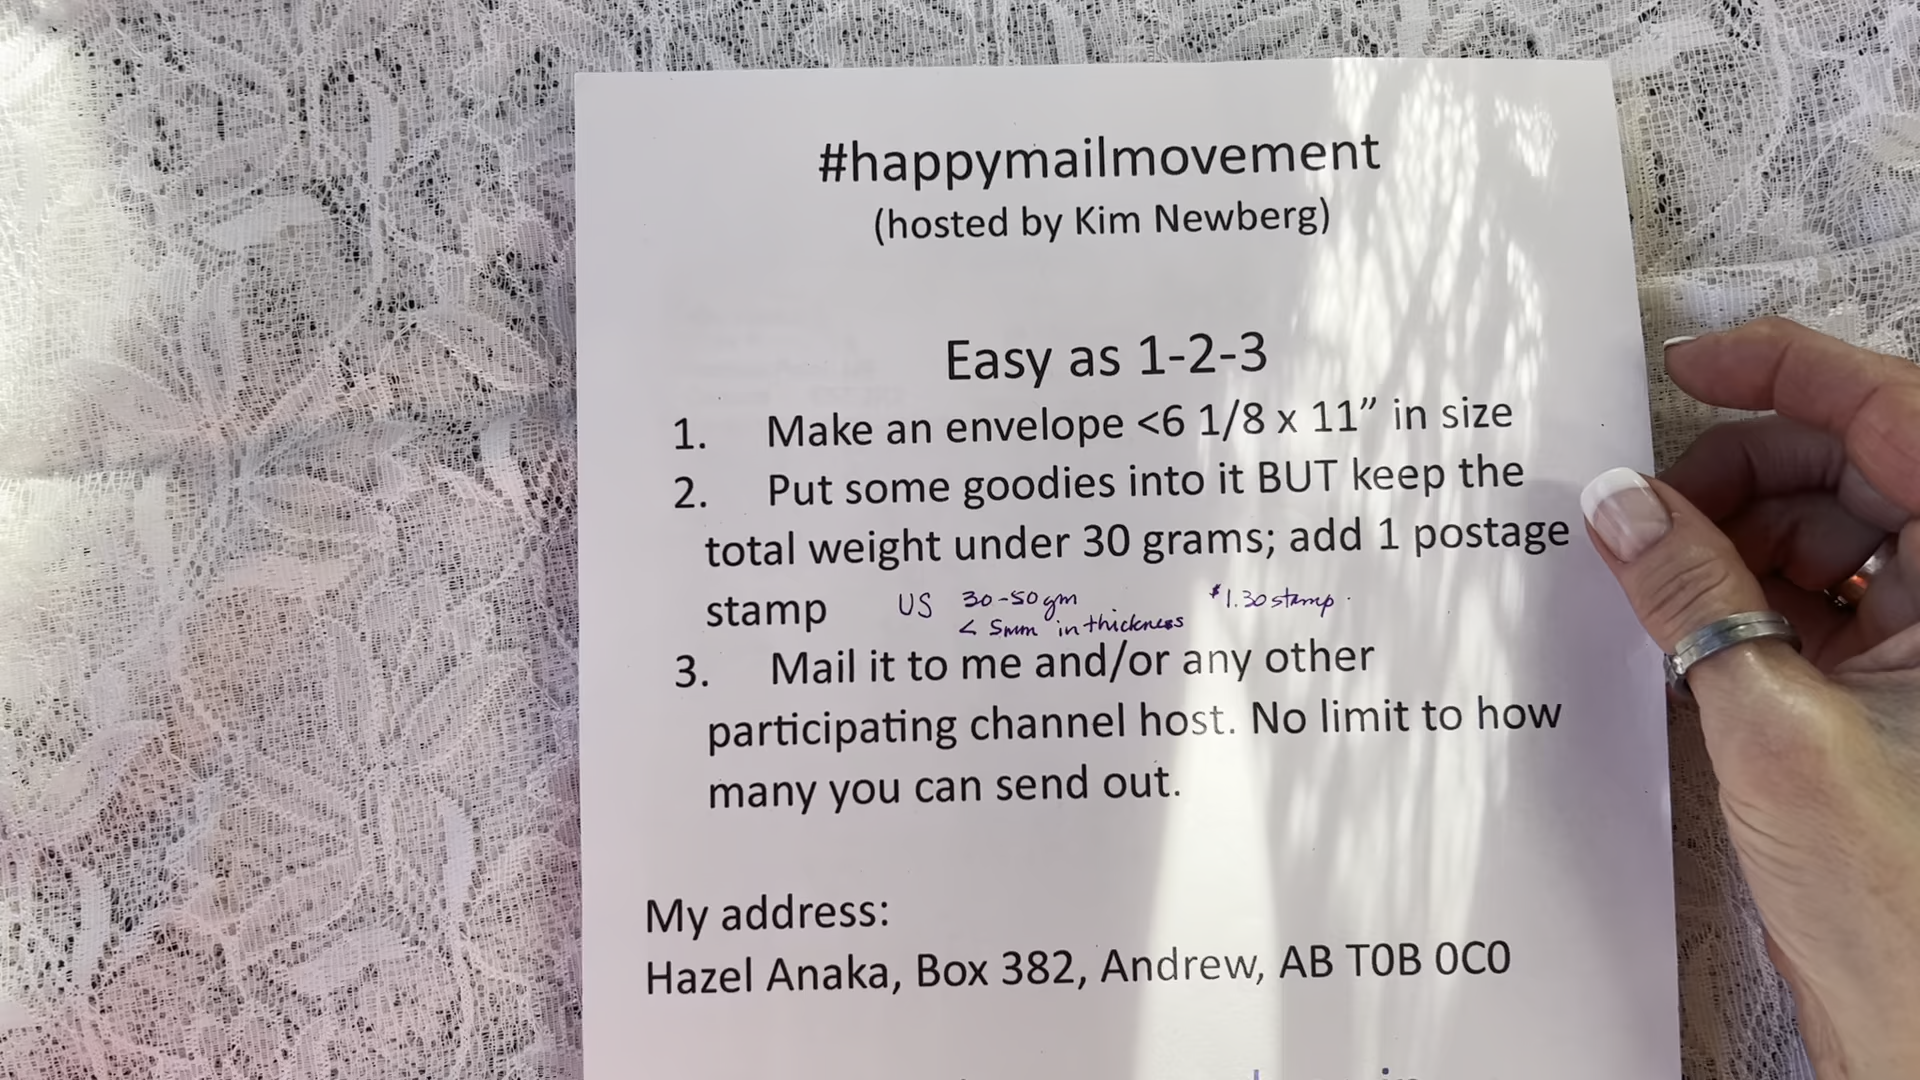 #happymailmovement
(hosted by Kim Newberg)
Easy as 1-2-3
1. Make an envelope <6 1/8 x 11” in size
2. Put some goodies into it BUT keep the
total weight under 30 grams; add 1 postage
stamp US 30-50gm $1.30 stamp.
< 5mm in thickness
3. Mail it to me and/or any other
participating channel host. No limit to how
many you can send out.
My address:
Hazel Anaka, Box 382, Andrew, AB T0B 0C0